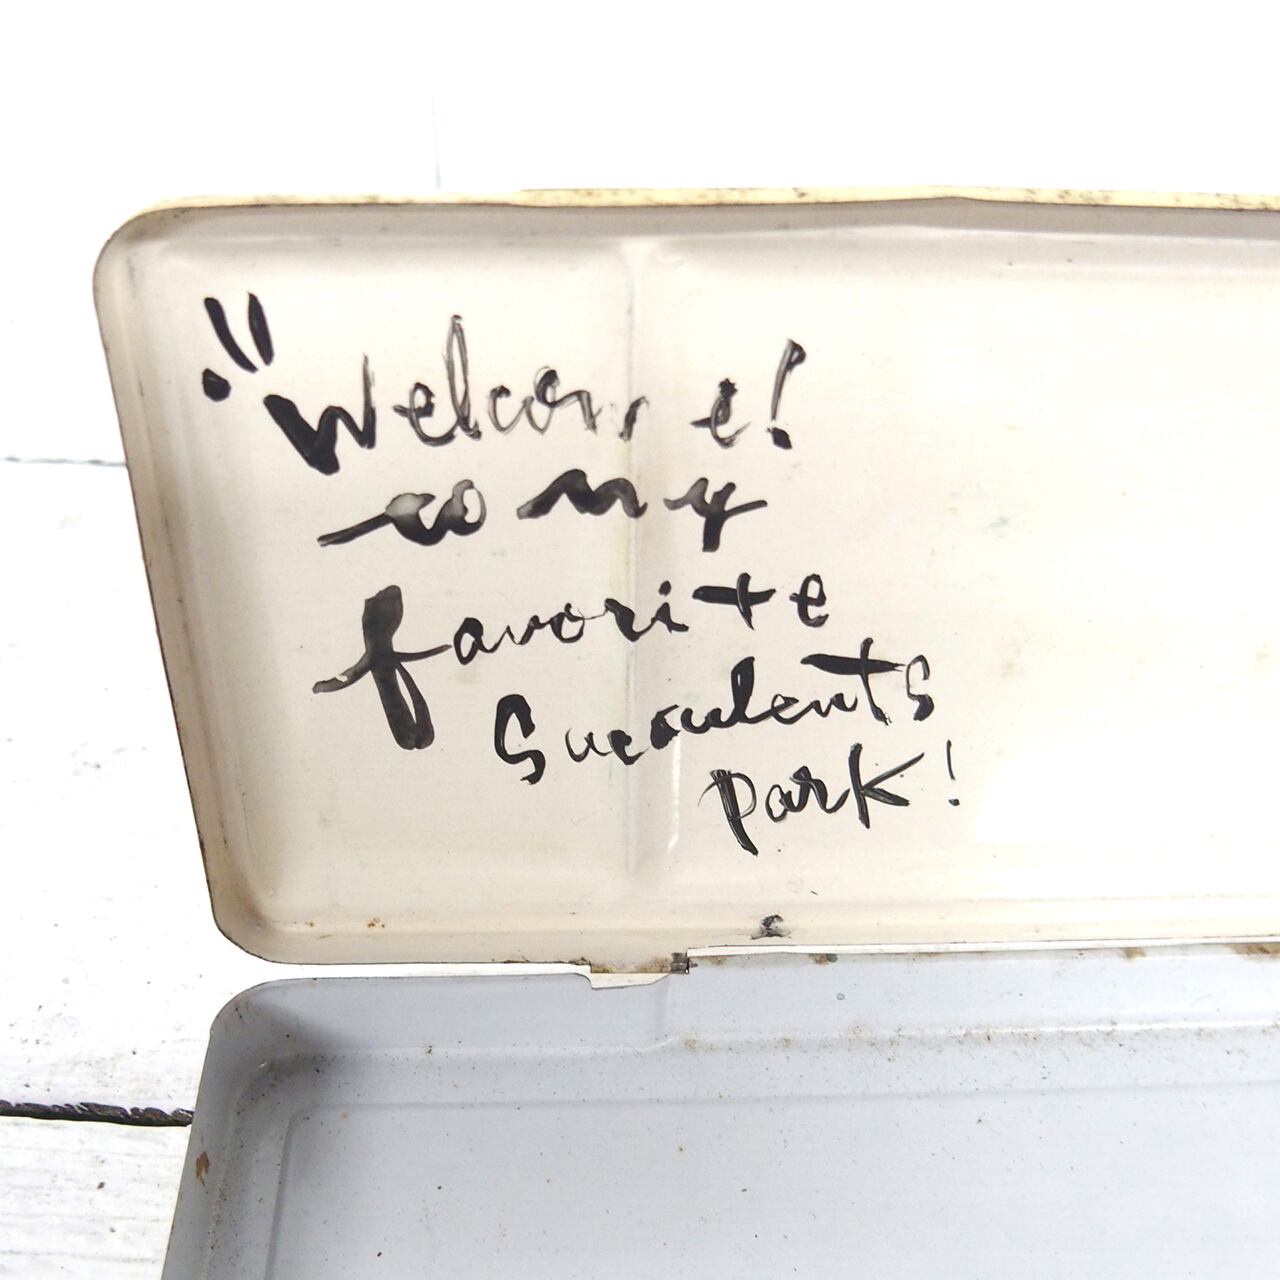 Welcome!
to my
favorite
Succulents
park!